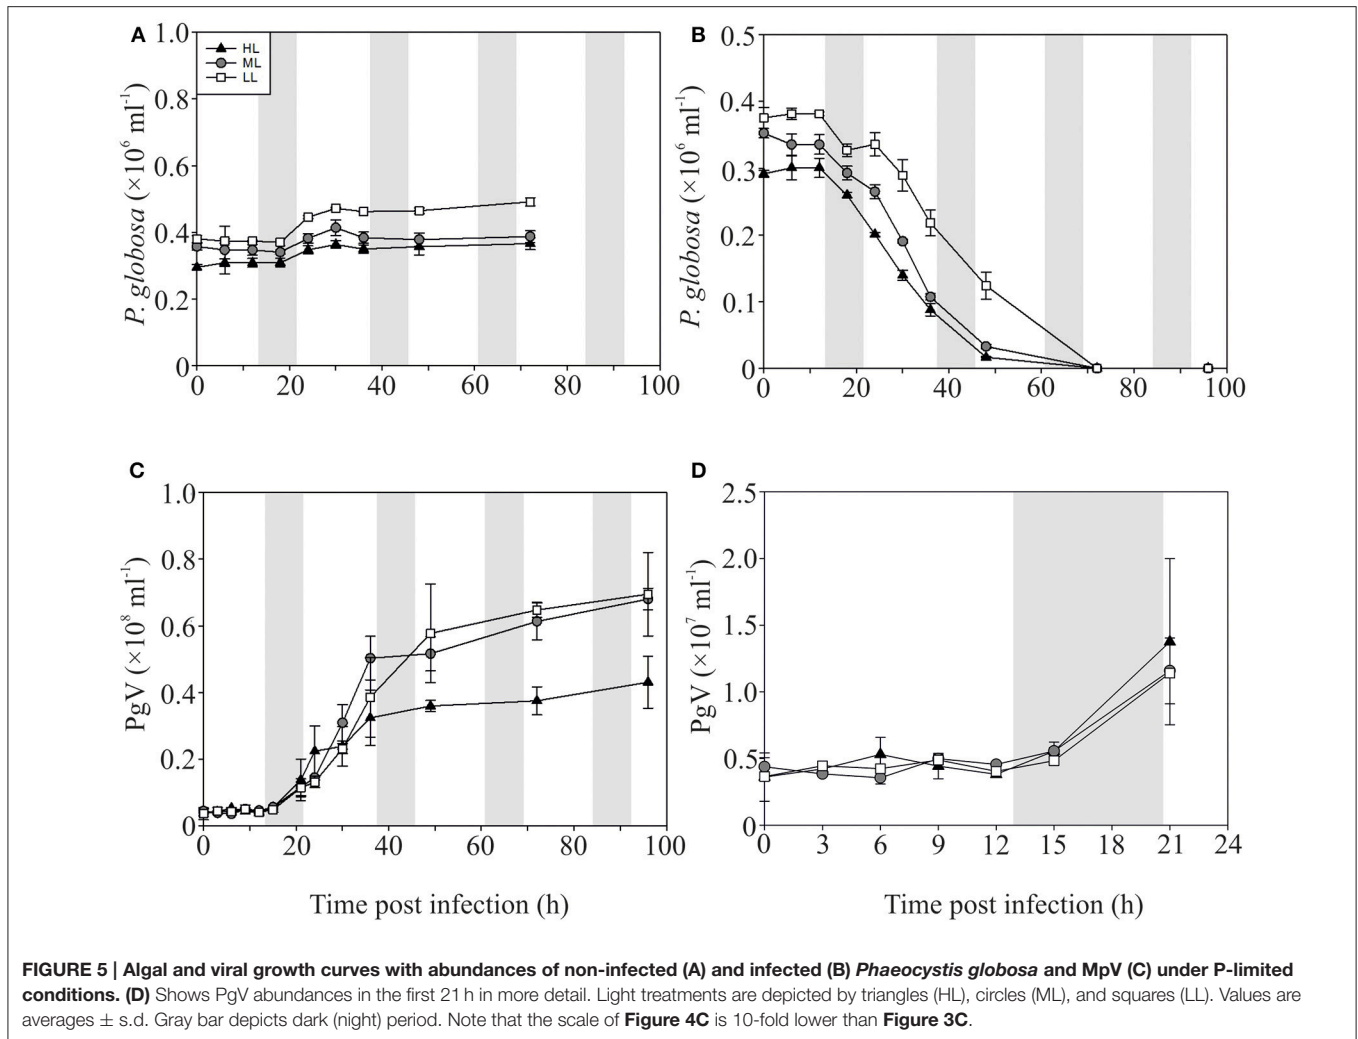 A
1.0
0.8
0.6
0.4
0.2
0
P. globosa (×10⁶ ml⁻¹)
HL
ML
LL
0 20 40 60 80 100
B
0.5
0.4
0.3
0.2
0.1
0
P. globosa (×10⁶ ml⁻¹)
0 20 40 60 80 100
C
1.0
0.8
0.6
0.4
0.2
0
PgV (×10⁸ ml⁻¹)
0 20 40 60 80 100
Time post infection (h)
D
2.5
2.0
1.5
1.0
0.5
0
PgV (×10⁷ ml⁻¹)
0 3 6 9 12 15 18 21 24
Time post infection (h)
FIGURE 5 | Algal and viral growth curves with abundances of non-infected (A) and infected (B) Phaeocystis globosa and MpV (C) under P-limited
conditions. (D) Shows PgV abundances in the first 21 h in more detail. Light treatments are depicted by triangles (HL), circles (ML), and squares (LL). Values are
averages ± s.d. Gray bar depicts dark (night) period. Note that the scale of Figure 4C is 10-fold lower than Figure 3C.